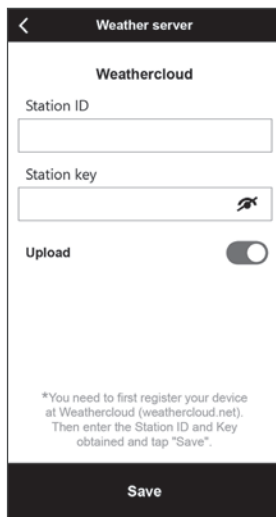 Weather server
Weathercloud
Station ID
Station key
Upload
*You need to first register your device
at Weathercloud (weathercloud.net).
Then enter the Station ID and Key
obtained and tap "Save".
Save